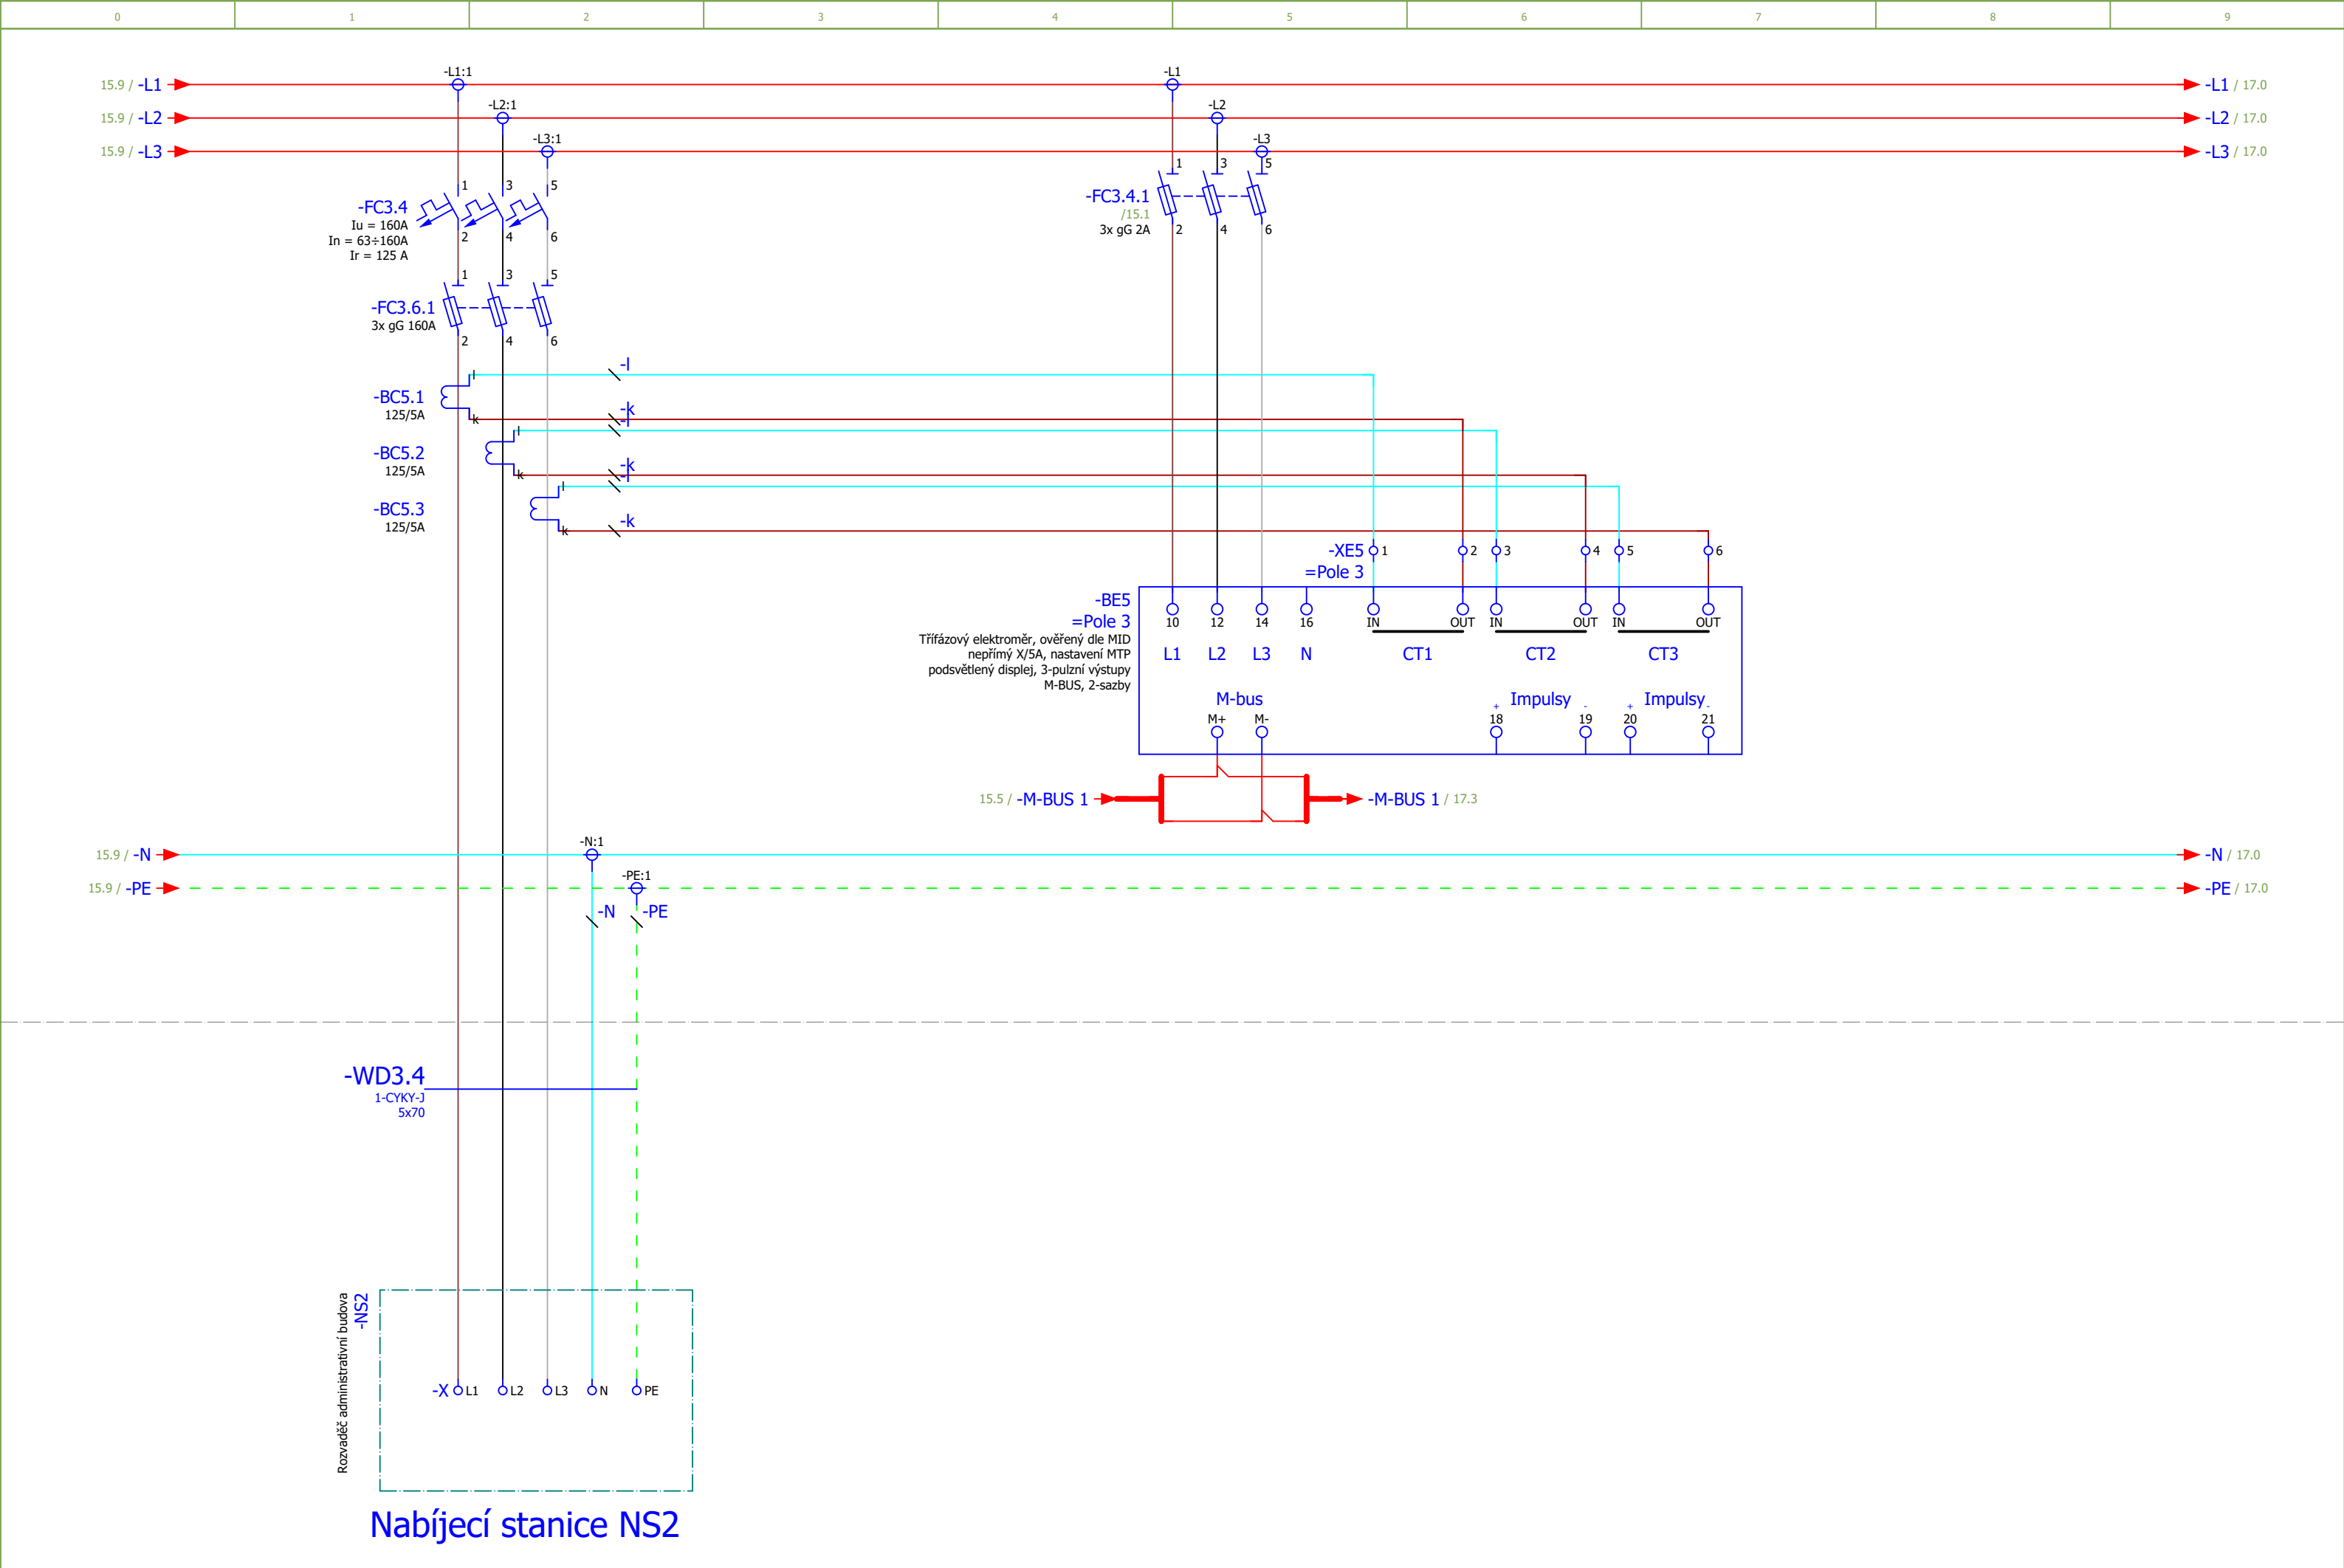 0 1 2 3 4 5 6 7 8 9
-L1:1 -L1
15.9 / -L1 -L1 / 17.0
-L2:1 -L2
15.9 / -L2 -L2 / 17.0
-L3:1 -L3
15.9 / -L3 -L3 / 17.0
1 3 5
-FC3.4
Iu = 160A
In = 63÷160A
Ir = 125 A
2 4 6
1 3 5
-FC3.4.1
/15.1
3x gG 2A
2 4 6
1 3 5
-FC3.6.1
3x gG 160A
2 4 6
l -l
-BC5.1
125/5A
k -k
l -l
-BC5.2
125/5A
k -k
l -l
-BC5.3
125/5A
k -k
-XE5 1 2 3 4 5 6
=Pole 3
-BE5
=Pole 3
Třífázový elektroměr, ověřený dle MID
nepřímý X/5A, nastavení MTP
podsvětlený displej, 3-pulzní výstupy
M-BUS, 2-sazby
10 12 14 16 IN OUT IN OUT IN OUT
L1 L2 L3 N CT1 CT2 CT3
M-bus + Impulsy - + Impulsy -
M+ M- 18 19 20 21
15.5 / -M-BUS 1 -M-BUS 1 / 17.3
-N:1
15.9 / -N -N / 17.0
-PE:1
15.9 / -PE -PE / 17.0
-N -PE
-WD3.4
1-CYKY-J
5x70
Rozvaděč administrativní budova
-NS2
-X L1 L2 L3 N PE
Nabíjecí stanice NS2